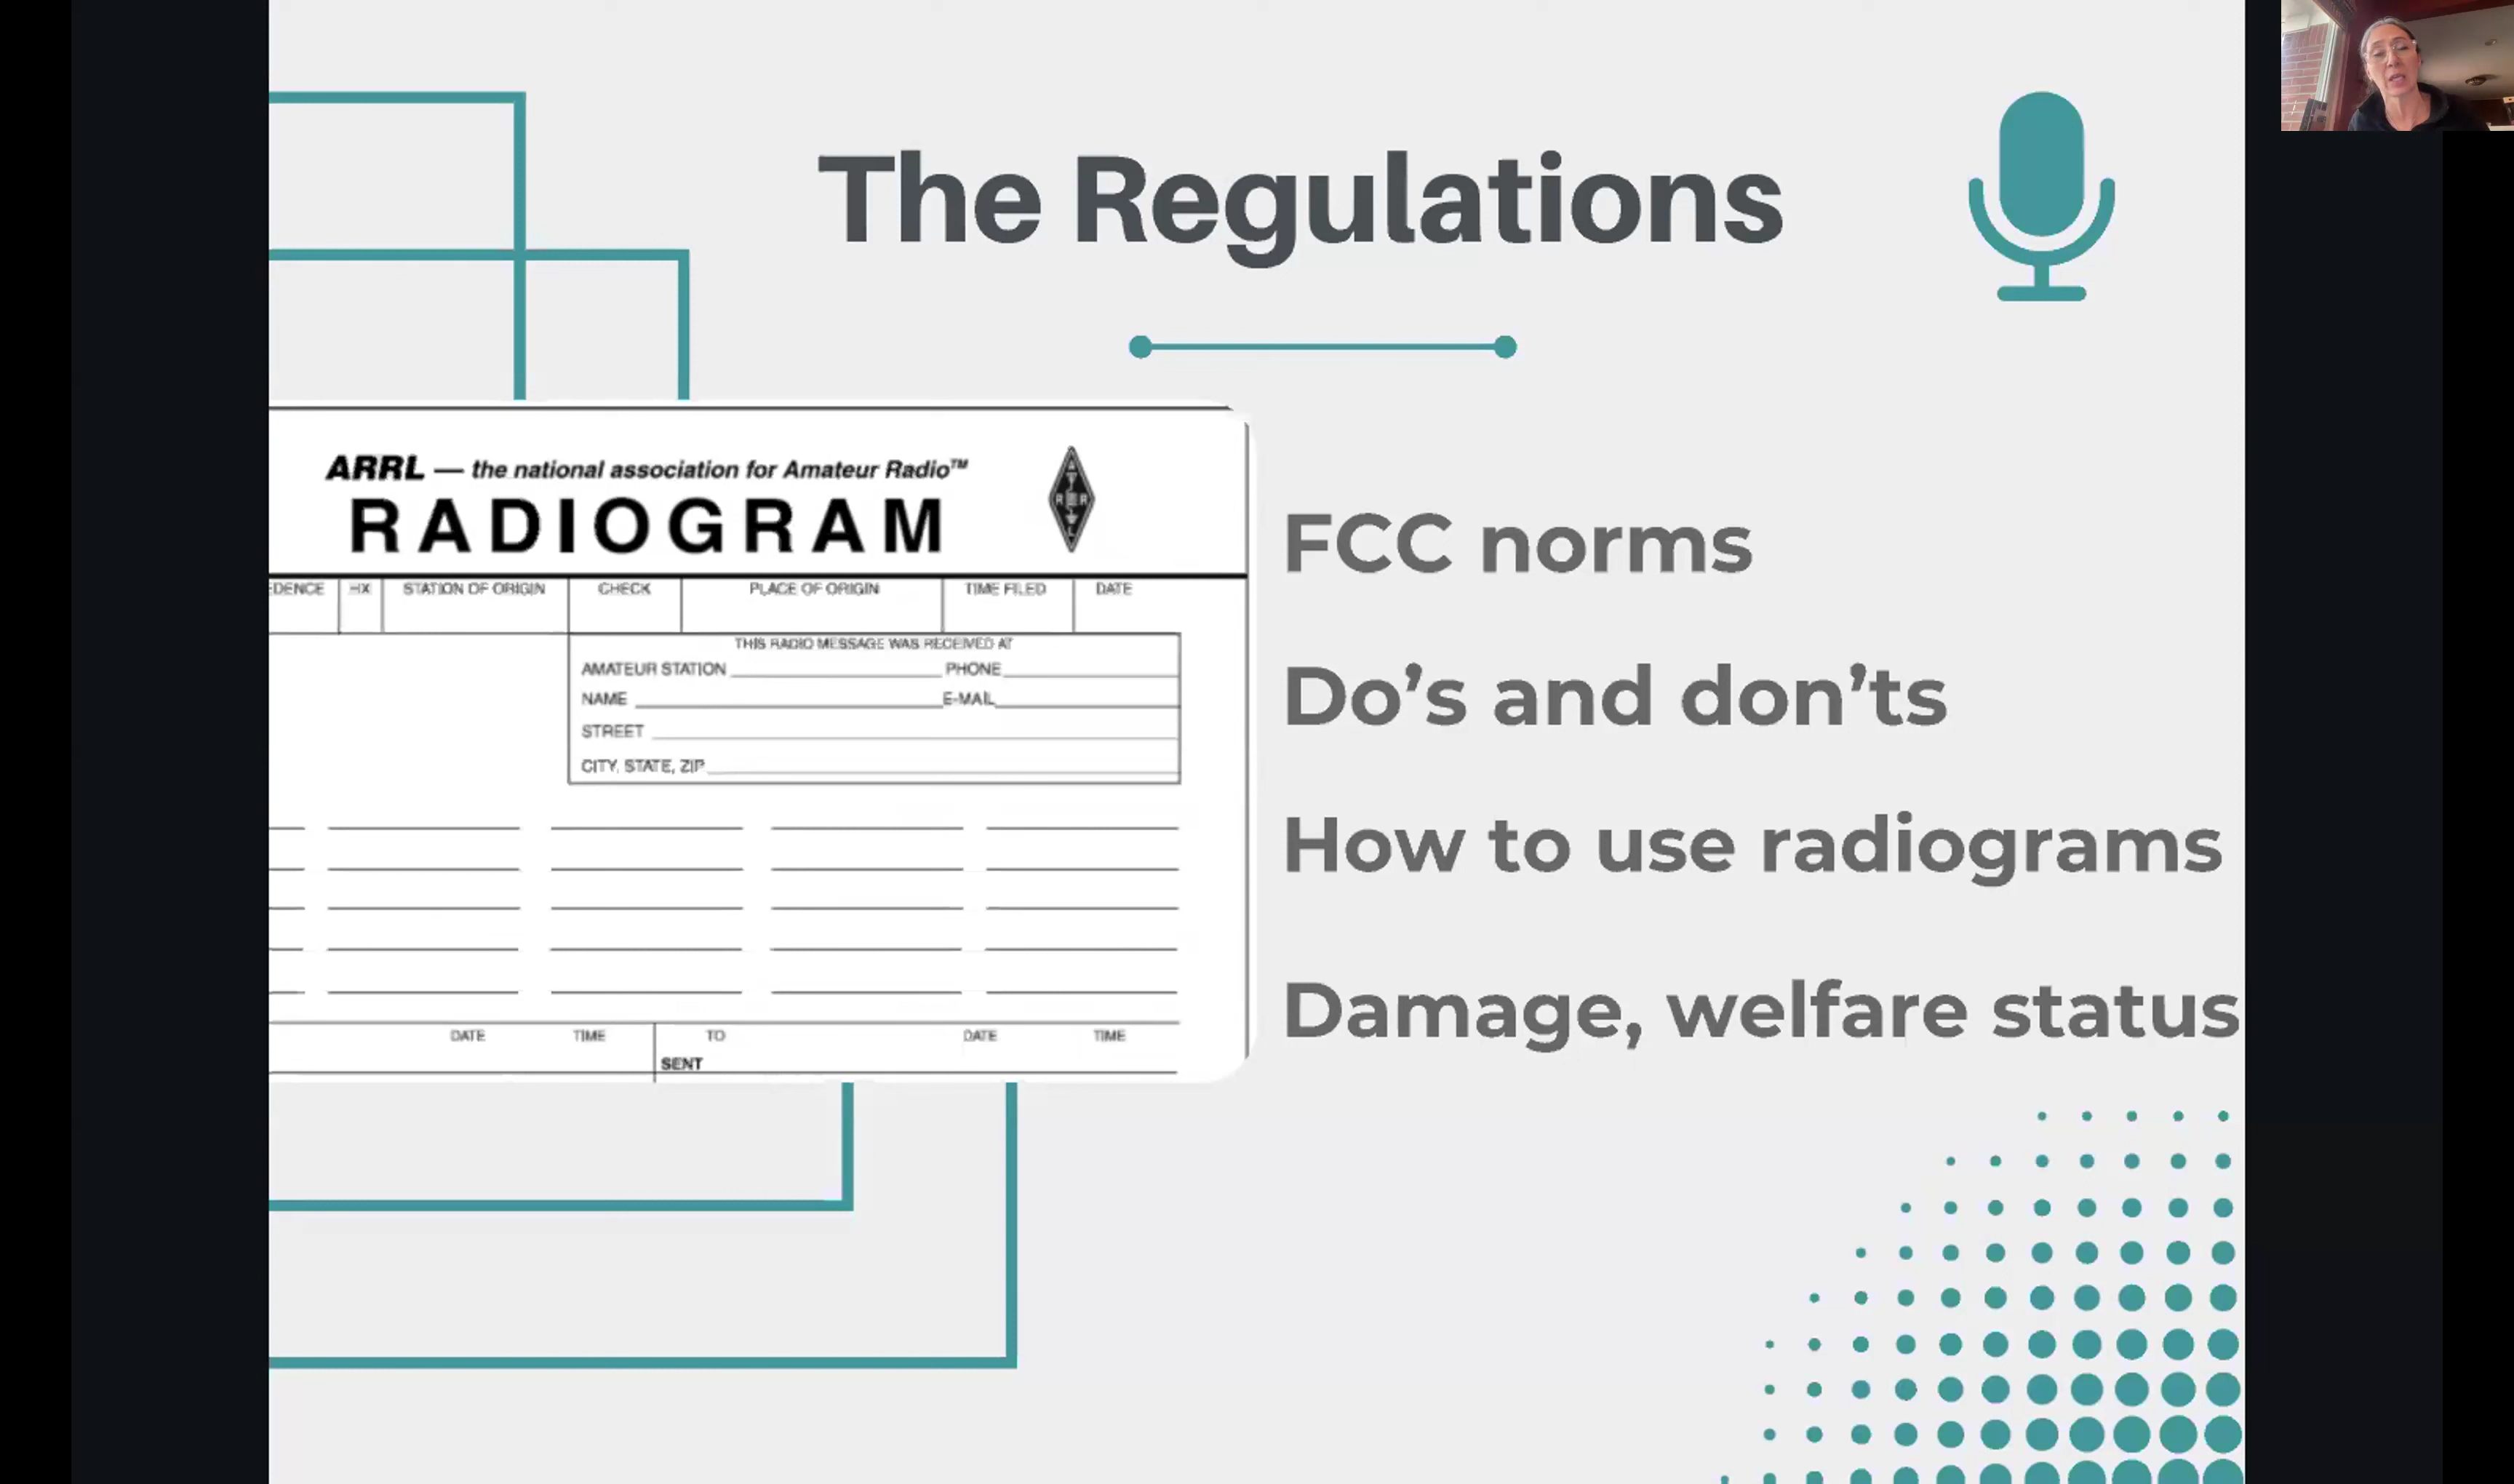 The Regulations
ARRL — the national association for Amateur Radio™
RADIOGRAM
EDENCE HX STATION OF ORIGIN CHECK PLACE OF ORIGIN TIME FILED DATE
THIS RADIO MESSAGE WAS RECEIVED AT
AMATEUR STATION PHONE
NAME E-MAIL
STREET
CITY, STATE, ZIP
DATE TIME TO DATE TIME
SENT
FCC norms
Do’s and don’ts
How to use radiograms
Damage, welfare status